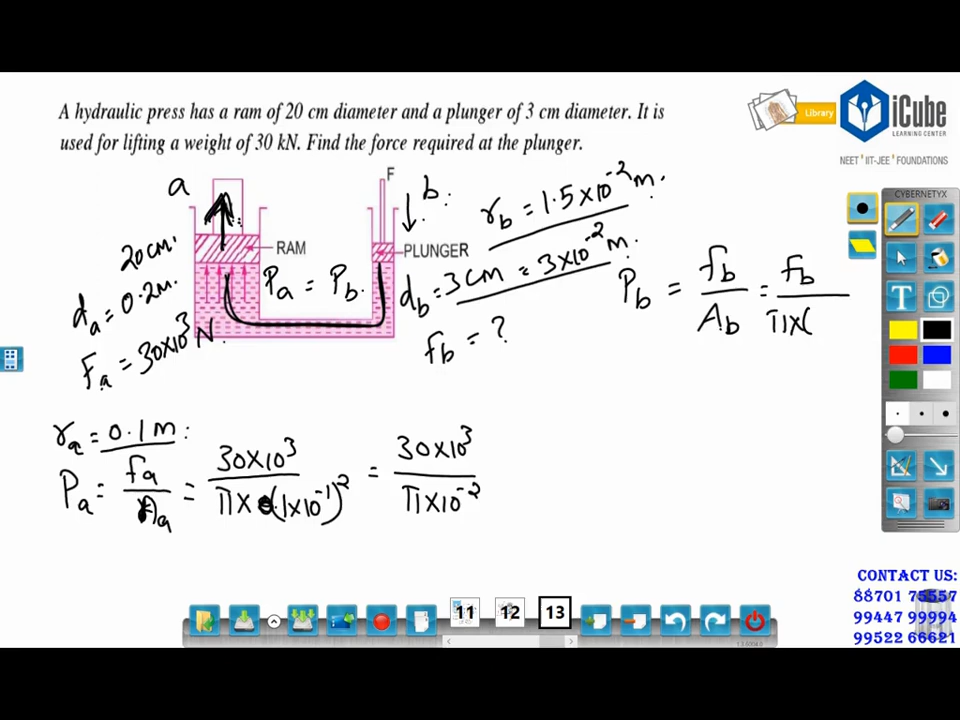 A hydraulic press has a ram of 20 cm diameter and a plunger of 3 cm diameter. It is
used for lifting a weight of 30 kN. Find the force required at the plunger.
Library
iCube
LEARNING CENTER
NEET | IIT-JEE | FOUNDATIONS
CYBERNETYX
a
F
b
RAM
PLUNGER
Pa = Pb.
20cm.
da = 0.2m.
Fa = 30×10³ N.
rb = 1.5×10⁻² m.
db = 3cm = 3×10⁻² m.
fb = ?
Pb = fb/Ab = fb/π×(
ra = 0.1m
Pa = fa/Aa = 30×10³/π×(1×10⁻¹)² = 30×10³/π×10⁻²
T
CONTACT US:
88701 75557
99447 99994
99522 66621
11 12 13